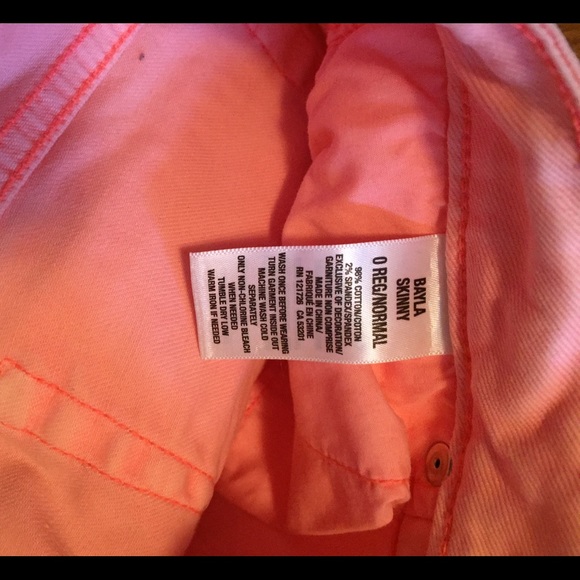 BAYLA
SKINNY
0 REG/NORMAL
98% COTTON/COTON
2% SPANDEX/SPANDEX
EXCLUSIVE OF DECORATION/
GARNITURE NON COMPRISE
MADE IN CHINA/
FABRIQUÉ EN CHINE
RN 121726 CA 53201
WASH ONCE BEFORE WEARING
TURN GARMENT INSIDE OUT
MACHINE WASH COLD
SEPARATELY
ONLY NON-CHLORINE BLEACH
WHEN NEEDED
TUMBLE DRY LOW
WARM IRON IF NEEDED